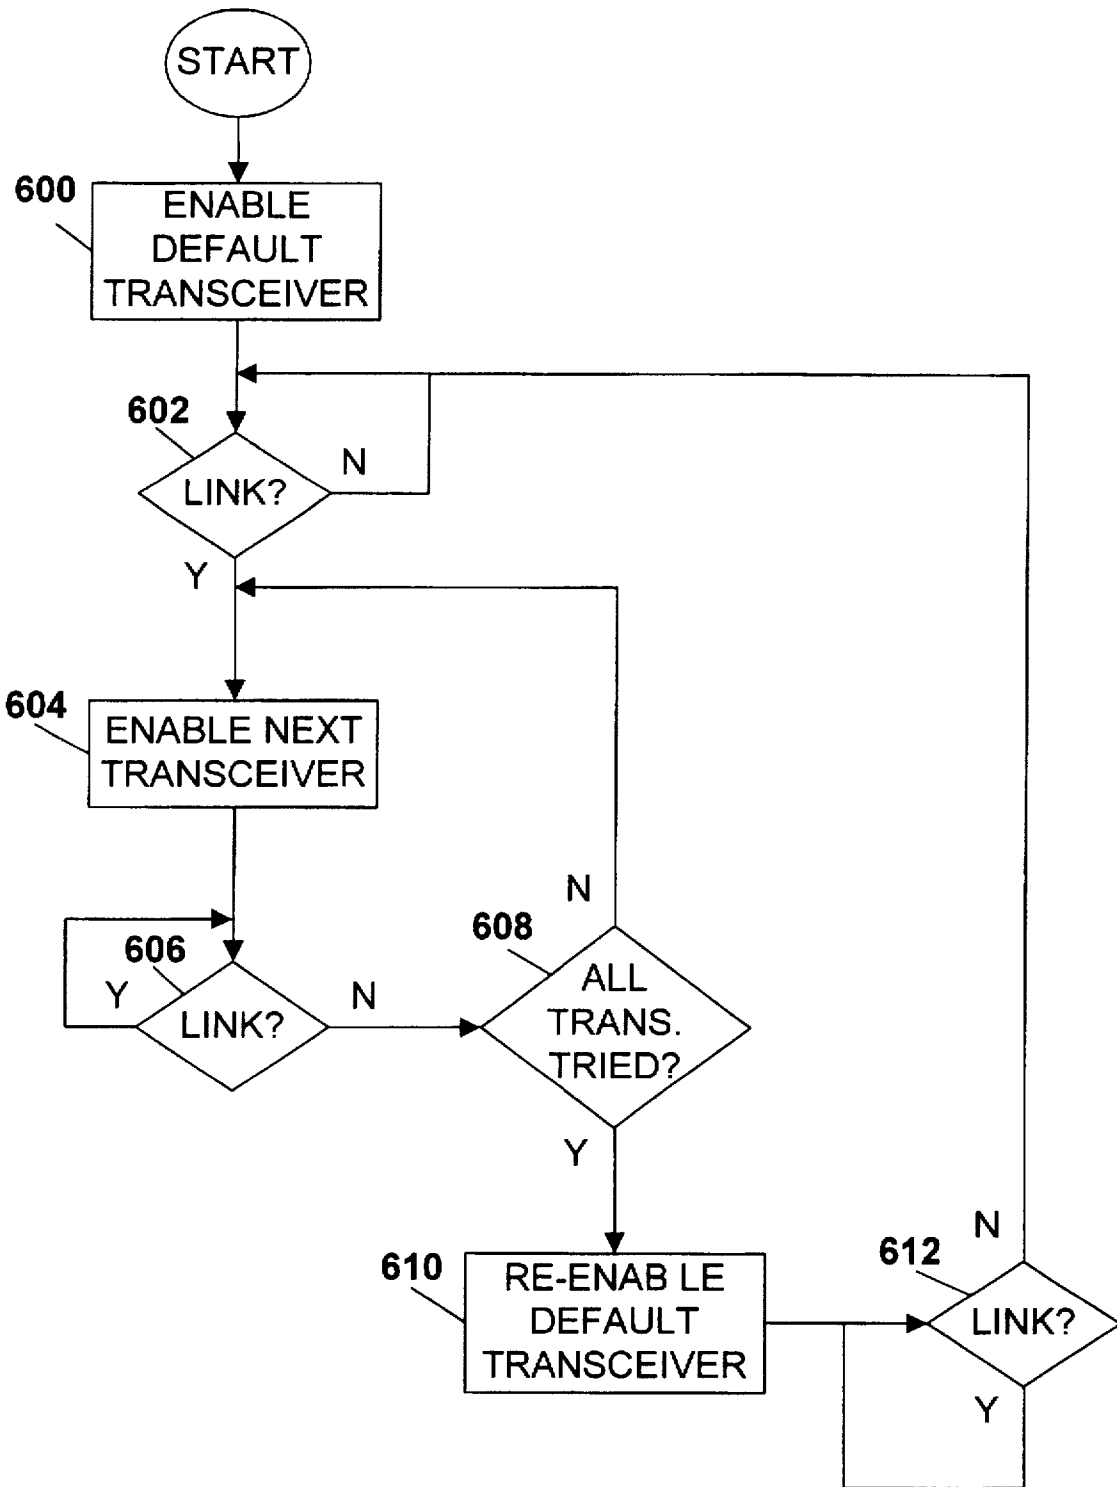 START
600
ENABLE
DEFAULT
TRANSCEIVER
602
LINK?
N
Y
604
ENABLE NEXT
TRANSCEIVER
606
Y
LINK?
N
608
N
ALL
TRANS.
TRIED?
Y
610
RE-ENAB LE
DEFAULT
TRANSCEIVER
612
N
LINK?
Y